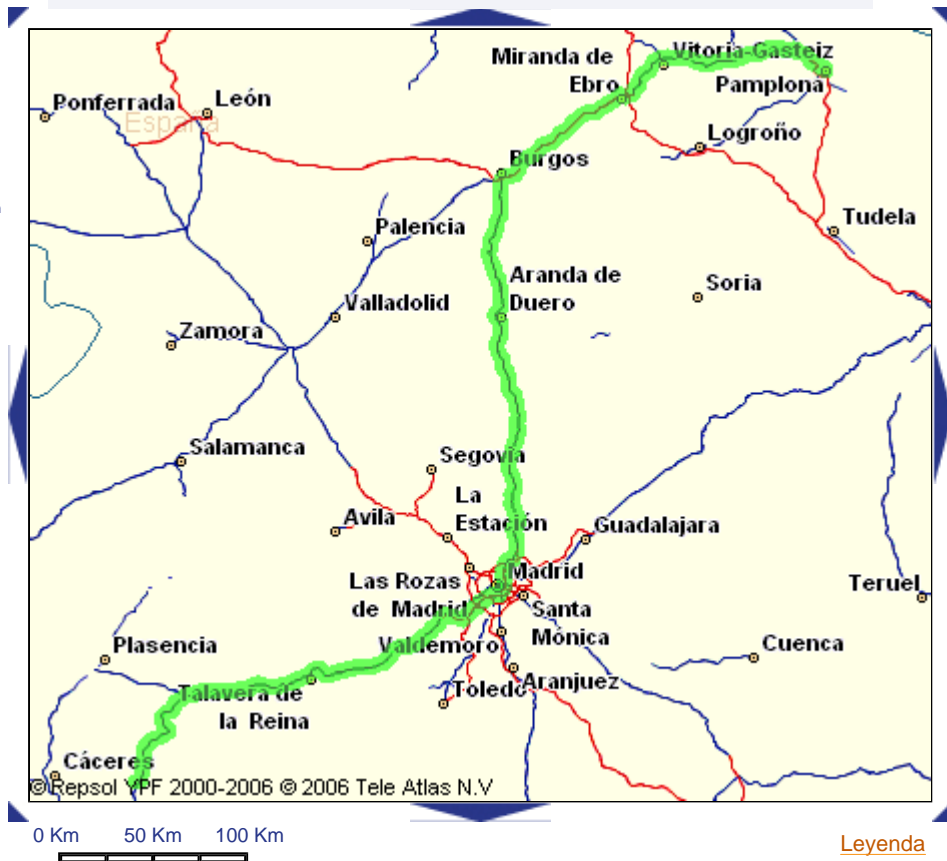 Miranda de
Ebro
Vitoria-Gasteiz
Pamplona
Ponferrada
León
España
Logroño
Burgos
Tudela
Palencia
Aranda de
Duero
Soria
Valladolid
Zamora
Salamanca
Segovia
La
Estación
Avila
Guadalajara
Madrid
Las Rozas
de Madrid
Santa
Mónica
Teruel
Plasencia
Valdemoro
Cuenca
Talavera de
la Reina
Toledo
Aranjuez
Cáceres
© Repsol YPF 2000-2006 © 2006 Tele Atlas N.V
0 Km 50 Km 100 Km
Leyenda